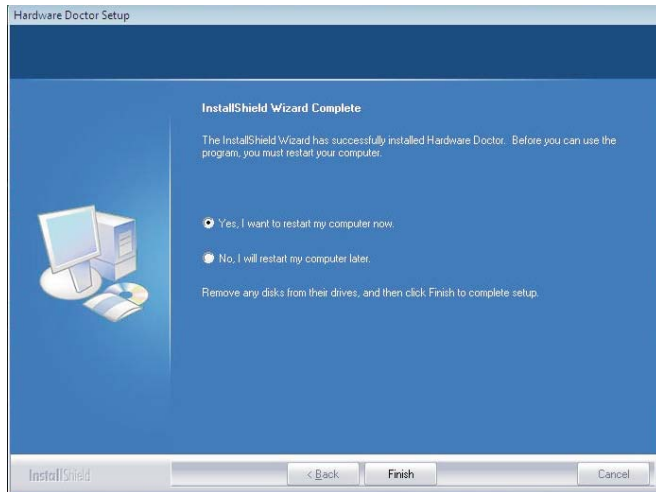 Hardware Doctor Setup
InstallShield Wizard Complete
The InstallShield Wizard has successfully installed Hardware Doctor. Before you can use the
program, you must restart your computer.
Yes, I want to restart my computer now.
No, I will restart my computer later.
Remove any disks from their drives, and then click Finish to complete setup.
InstallShield
< Back
Finish
Cancel